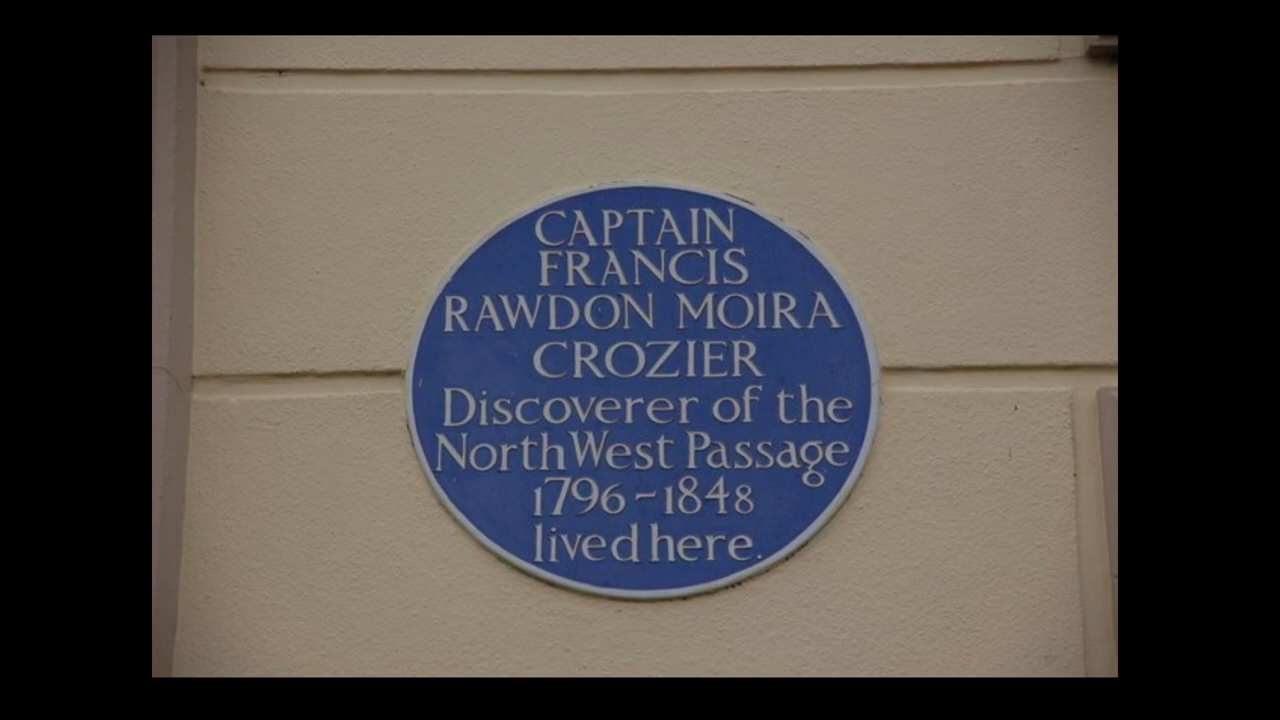 CAPTAIN
FRANCIS
RAWDON MOIRA
CROZIER
Discoverer of the
North West Passage
1796-1848
lived here.